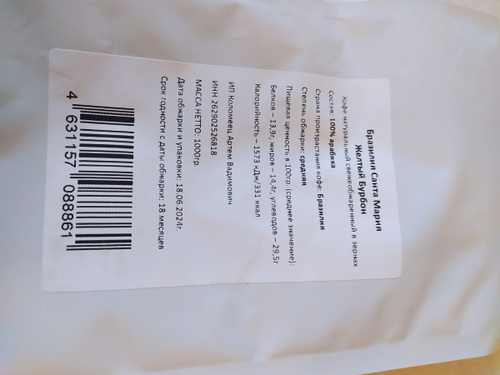 Бразилия Санта Мария
Желтый Бурбон
Кофе натуральный свежеобжаренный в зернах
Состав: 100% арабика
Страна произрастания кофе: Бразилия
Степень обжарки: средняя
Пищевая ценность в 100гр. (среднее значение):
Белков – 13,9г, жиров – 14,4г, углеводов – 29,5г
Калорийность – 1573 кДж/331 ккал
ИП Коломеец Артем Вадимович
ИНН 262902526818
МАССА НЕТТО: 1000гр.
Дата обжарки и упаковки: 18.06.2024г.
Срок годности с даты обжарки: 18 месяцев
4 631157 088861